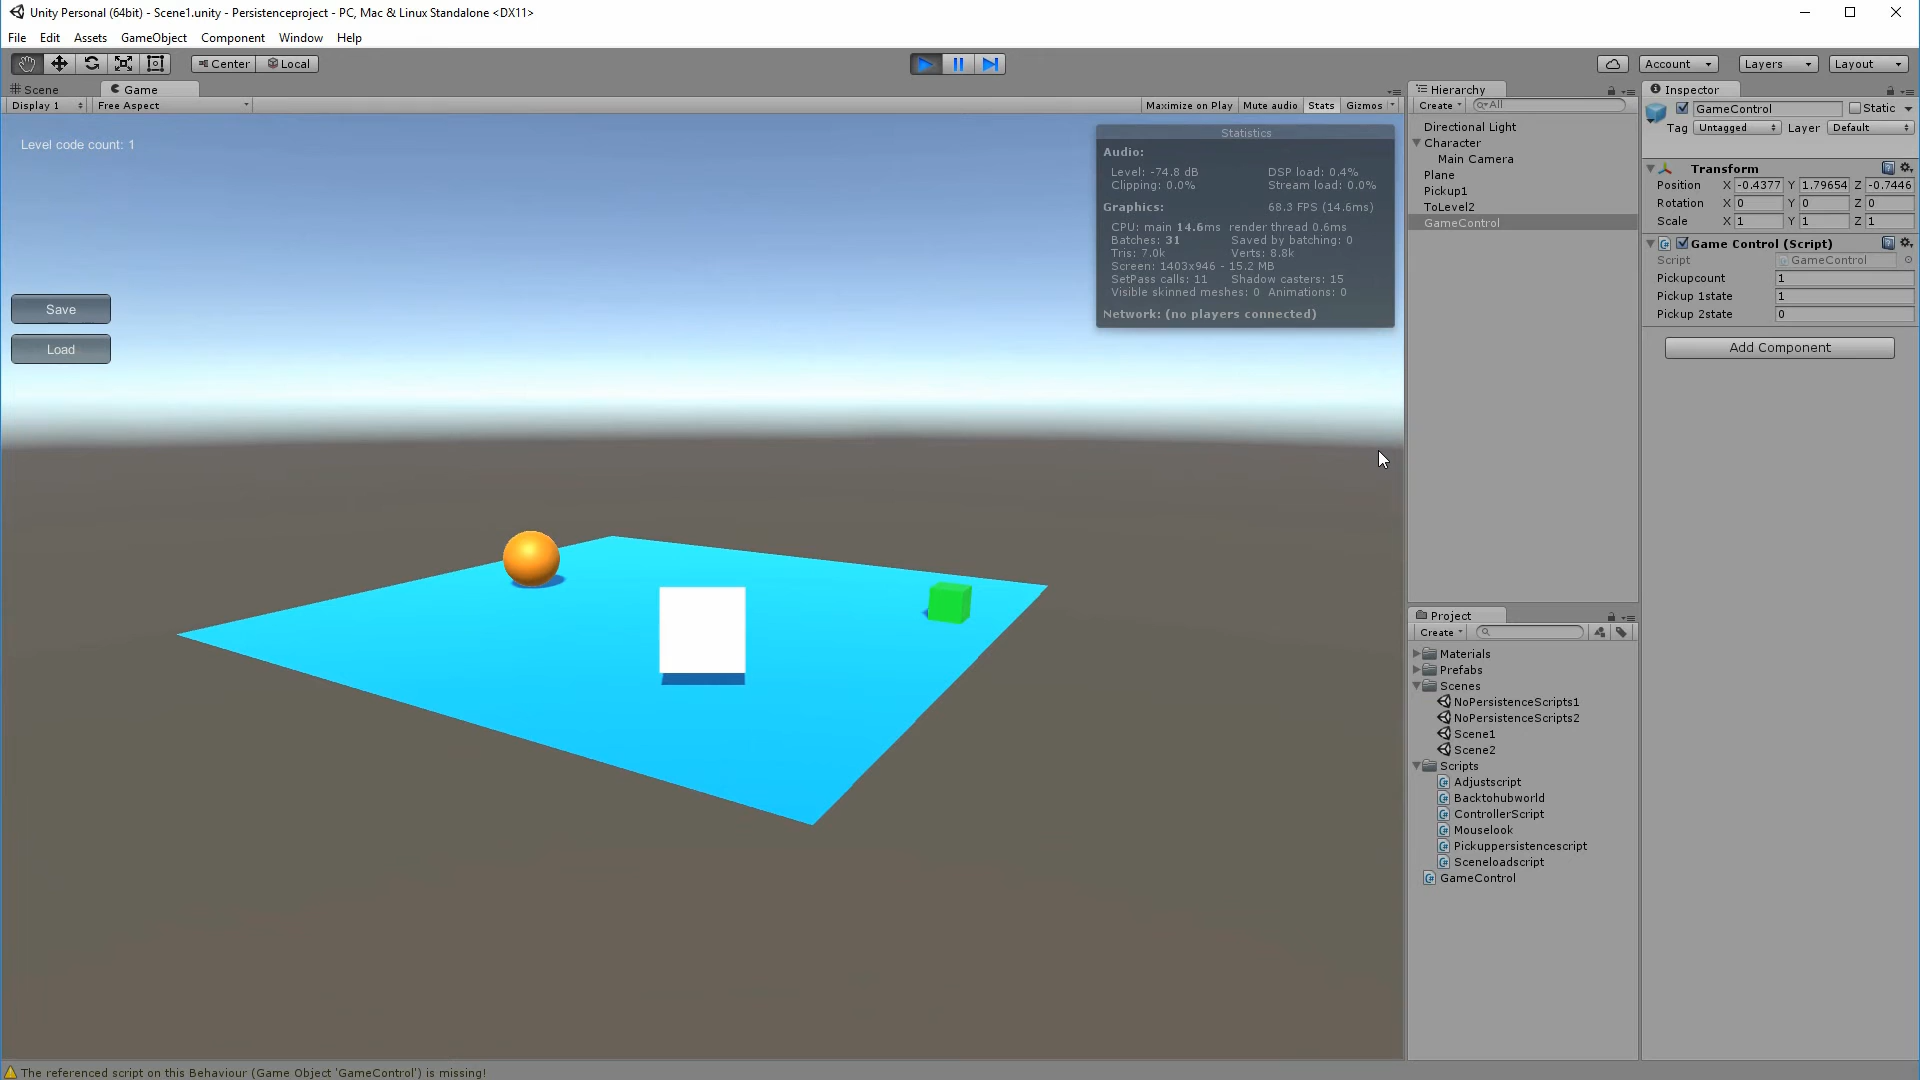 Unity Personal (64bit) - Scene1.unity - Persistenceproject - PC, Mac & Linux Standalone <DX11>
File Edit Assets GameObject Component Window Help
Center Local Account Layers Layout
Scene Game
Display 1 Free Aspect Maximize on Play Mute audio Stats Gizmos
Level code count: 1
Save
Load
Statistics
Audio:
Level: -74.8 dB DSP load: 0.4%
Clipping: 0.0% Stream load: 0.0%
Graphics: 68.3 FPS (14.6ms)
CPU: main 14.6ms render thread 0.6ms
Batches: 31 Saved by batching: 0
Tris: 7.0k Verts: 8.8k
Screen: 1403x946 - 15.2 MB
SetPass calls: 11 Shadow casters: 15
Visible skinned meshes: 0 Animations: 0
Network: (no players connected)
Hierarchy
Create All
Directional Light
Character
Main Camera
Plane
Pickup1
ToLevel2
GameControl
Project
Create
Materials
Prefabs
Scenes
NoPersistenceScripts1
NoPersistenceScripts2
Scene1
Scene2
Scripts
Adjustscript
Backtohubworld
ControllerScript
Mouselook
Pickuppersistencescript
Sceneloadscript
GameControl
Inspector
GameControl Static
Tag Untagged Layer Default
Transform
Position X -0.4377 Y 1.79654 Z -0.7446
Rotation X 0 Y 0 Z 0
Scale X 1 Y 1 Z 1
Game Control (Script)
Script GameControl
Pickupcount 1
Pickup 1state 1
Pickup 2state 0
Add Component
The referenced script on this Behaviour (Game Object 'GameControl') is missing!